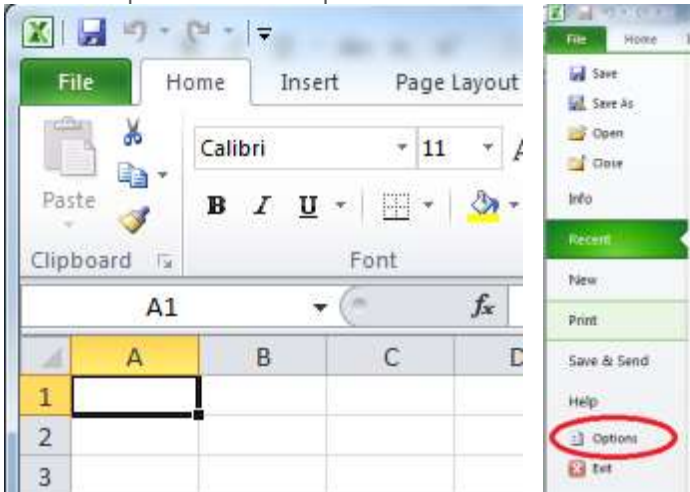 File Home Insert Page Layout
Calibri 11 A
Paste
B I U
Clipboard Font
A1 fx
A B C D
1
2
3
File Home
Save
Save As
Open
Close
Info
Recent
New
Print
Save & Send
Help
Options
Exit